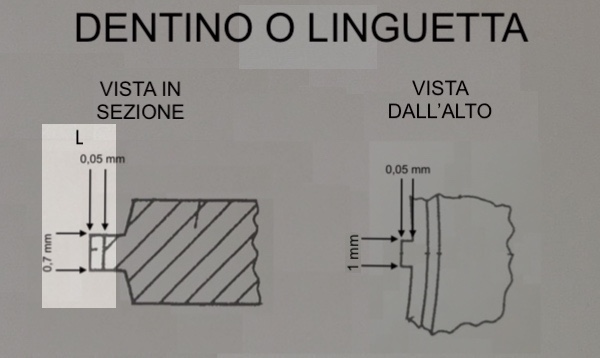 DENTINO O LINGUETTA
VISTA IN
SEZIONE
VISTA
DALL'ALTO
L
0,05 mm
0,7 mm
0,05 mm
1 mm